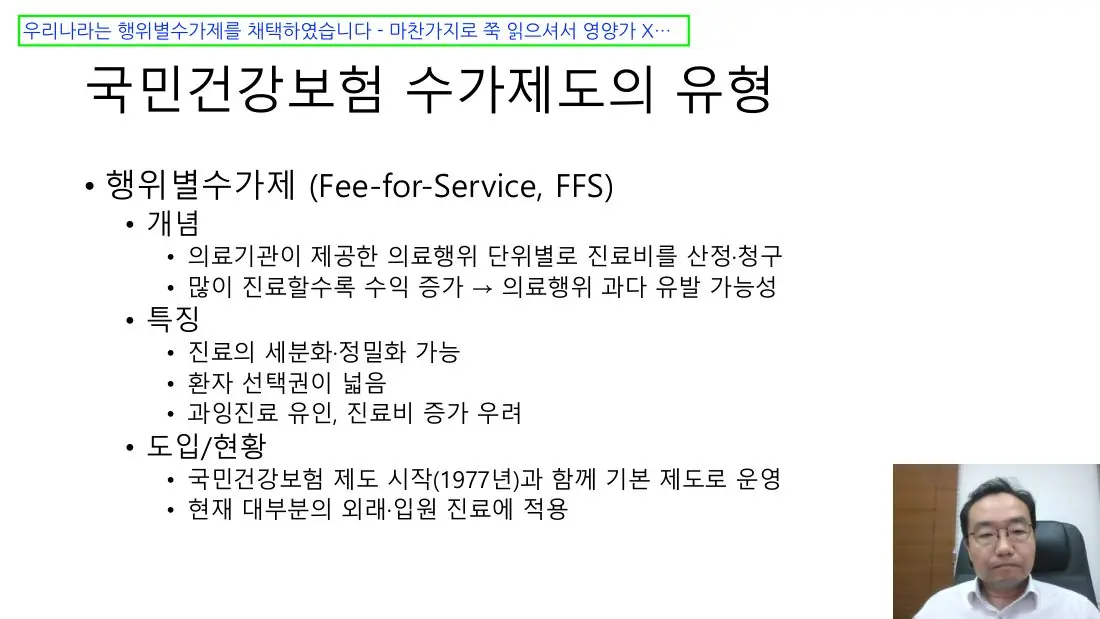 우리나라는 행위별수가제를 채택하였습니다 - 마찬가지로 쭉 읽으셔서 영양가 X…
국민건강보험 수가제도의 유형
• 행위별수가제 (Fee-for-Service, FFS)
• 개념
• 의료기관이 제공한 의료행위 단위별로 진료비를 산정·청구
• 많이 진료할수록 수익 증가 → 의료행위 과다 유발 가능성
• 특징
• 진료의 세분화·정밀화 가능
• 환자 선택권이 넓음
• 과잉진료 유인, 진료비 증가 우려
• 도입/현황
• 국민건강보험 제도 시작(1977년)과 함께 기본 제도로 운영
• 현재 대부분의 외래·입원 진료에 적용